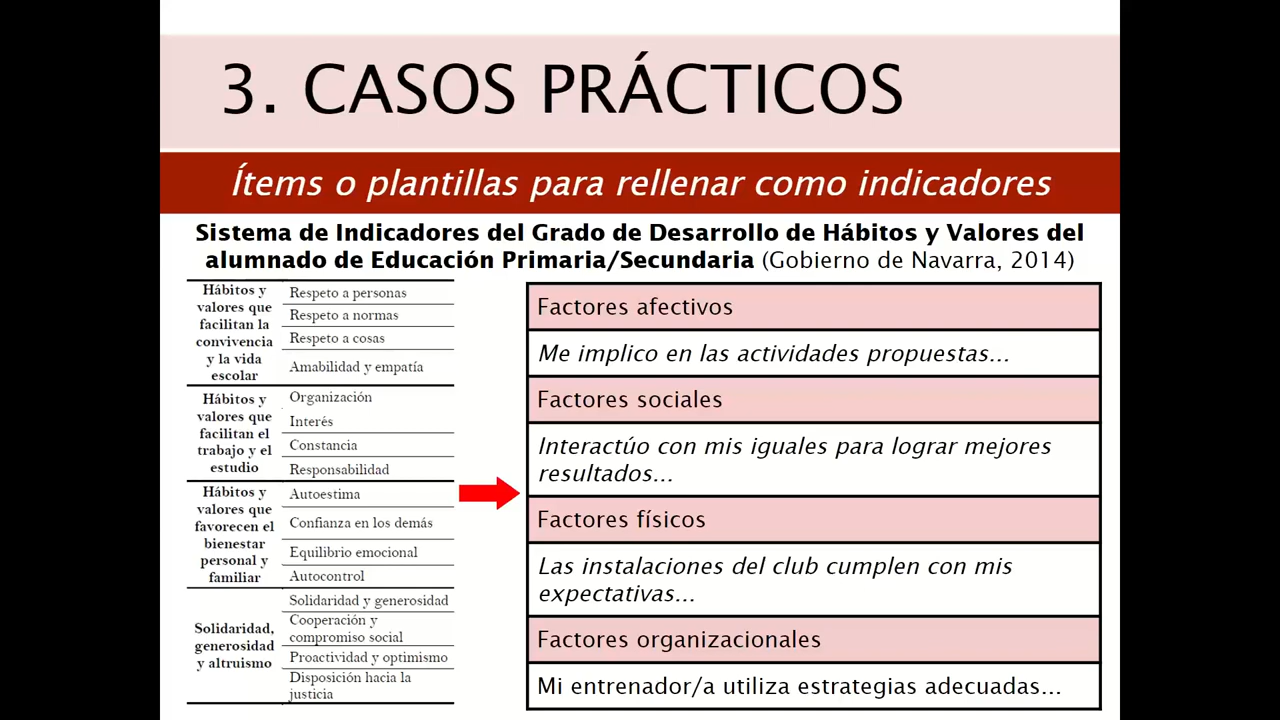 3. CASOS PRÁCTICOS
Ítems o plantillas para rellenar como indicadores
Sistema de Indicadores del Grado de Desarrollo de Hábitos y Valores del
alumnado de Educación Primaria/Secundaria (Gobierno de Navarra, 2014)
Hábitos y
valores que
facilitan la
convivencia
y la vida
escolar
Respeto a personas
Respeto a normas
Respeto a cosas
Amabilidad y empatía
Hábitos y
valores que
facilitan el
trabajo y el
estudio
Organización
Interés
Constancia
Responsabilidad
Hábitos y
valores que
favorecen el
bienestar
personal y
familiar
Autoestima
Confianza en los demás
Equilibrio emocional
Autocontrol
Solidaridad,
generosidad
y altruismo
Solidaridad y generosidad
Cooperación y
compromiso social
Proactividad y optimismo
Disposición hacia la
justicia
Factores afectivos
Me implico en las actividades propuestas...
Factores sociales
Interactúo con mis iguales para lograr mejores
resultados...
Factores físicos
Las instalaciones del club cumplen con mis
expectativas...
Factores organizacionales
Mi entrenador/a utiliza estrategias adecuadas...